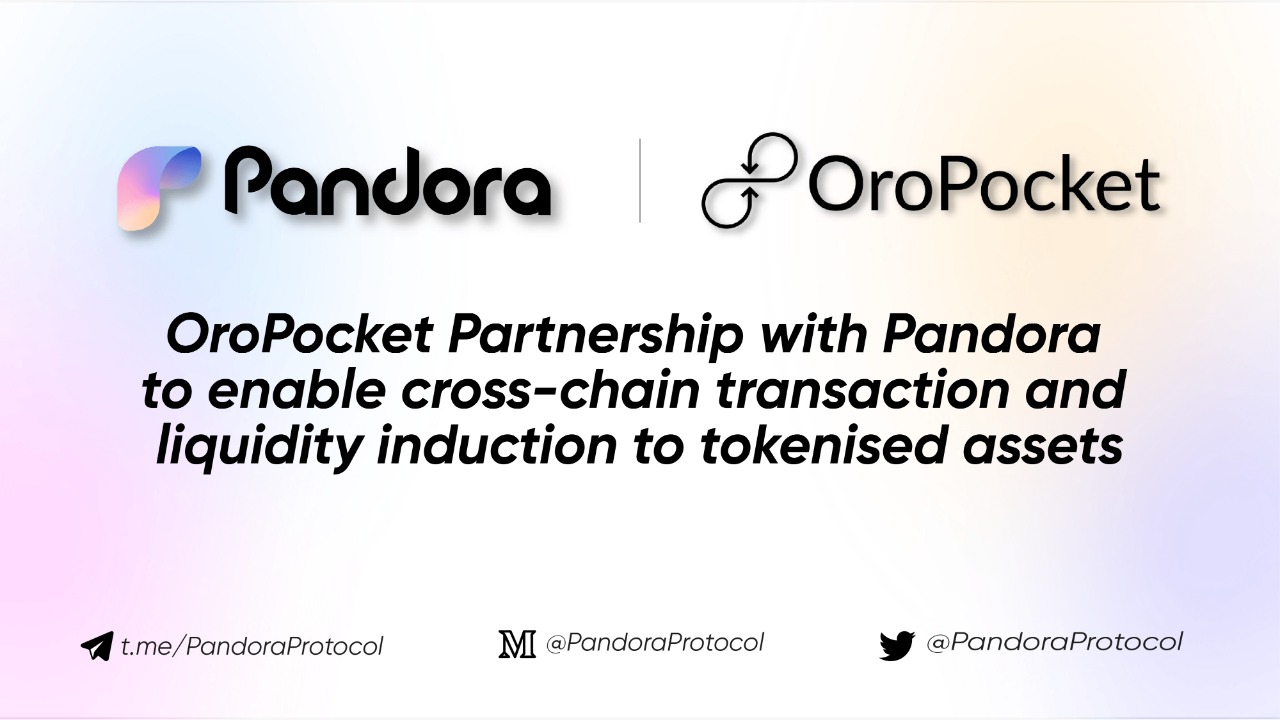 Pandora
OroPocket
OroPocket Partnership with Pandora
to enable cross-chain transaction and
liquidity induction to tokenised assets
t.me/PandoraProtocol
@PandoraProtocol
@PandoraProtocol